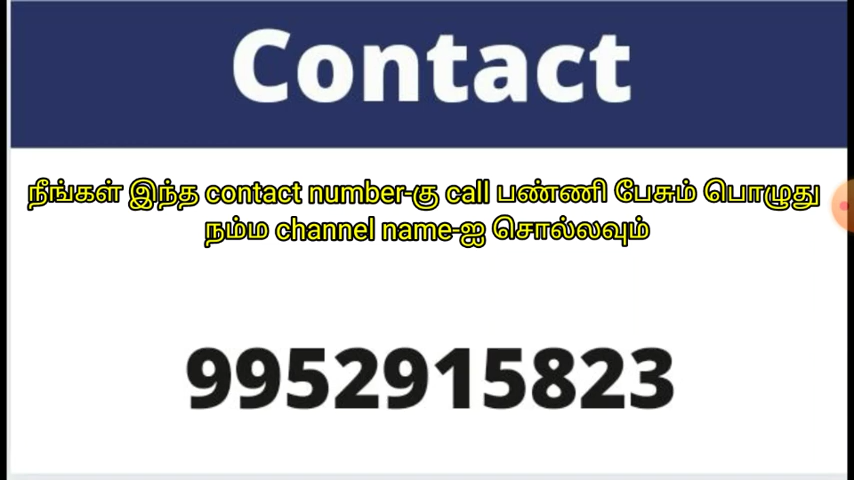 Contact
நீங்கள் இந்த contact number-கு call பண்ணி பேசும் பொழுது
நம்ம channel name-ஐ சொல்லவும்
9952915823